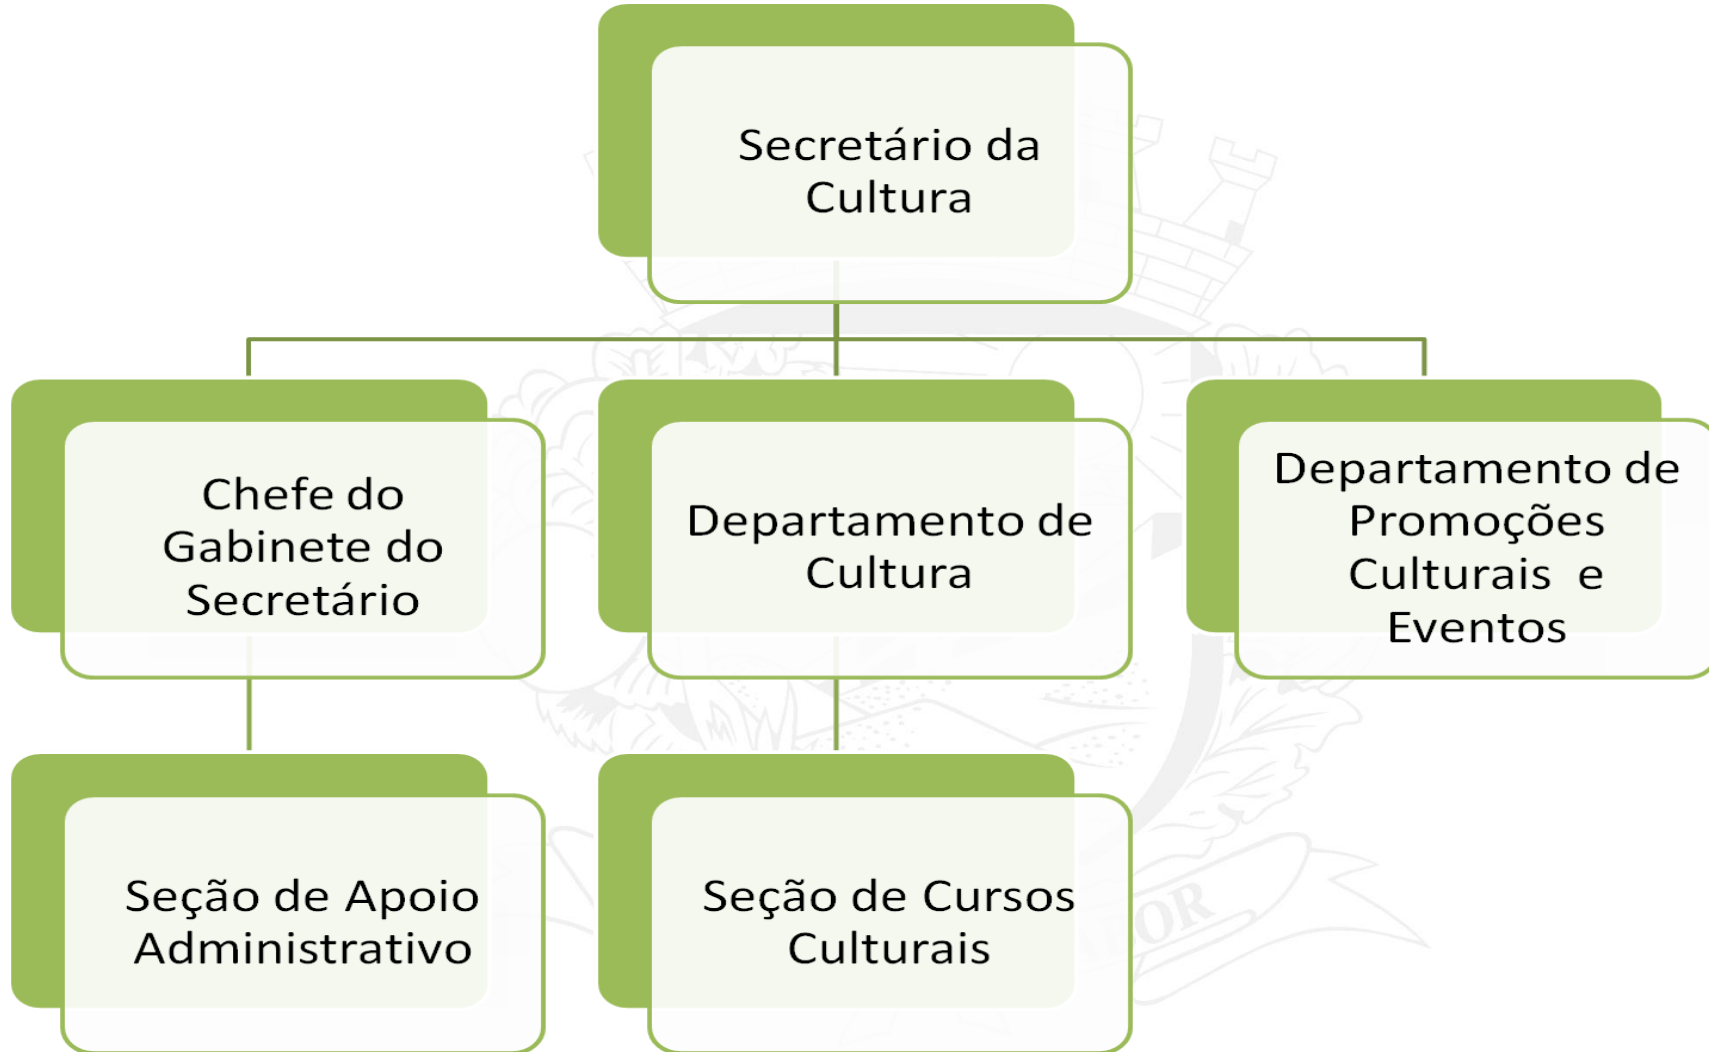 Secretário da
Cultura
Chefe do
Gabinete do
Secretário
Departamento de
Cultura
Departamento de
Promoções
Culturais e
Eventos
Seção de Apoio
Administrativo
Seção de Cursos
Culturais